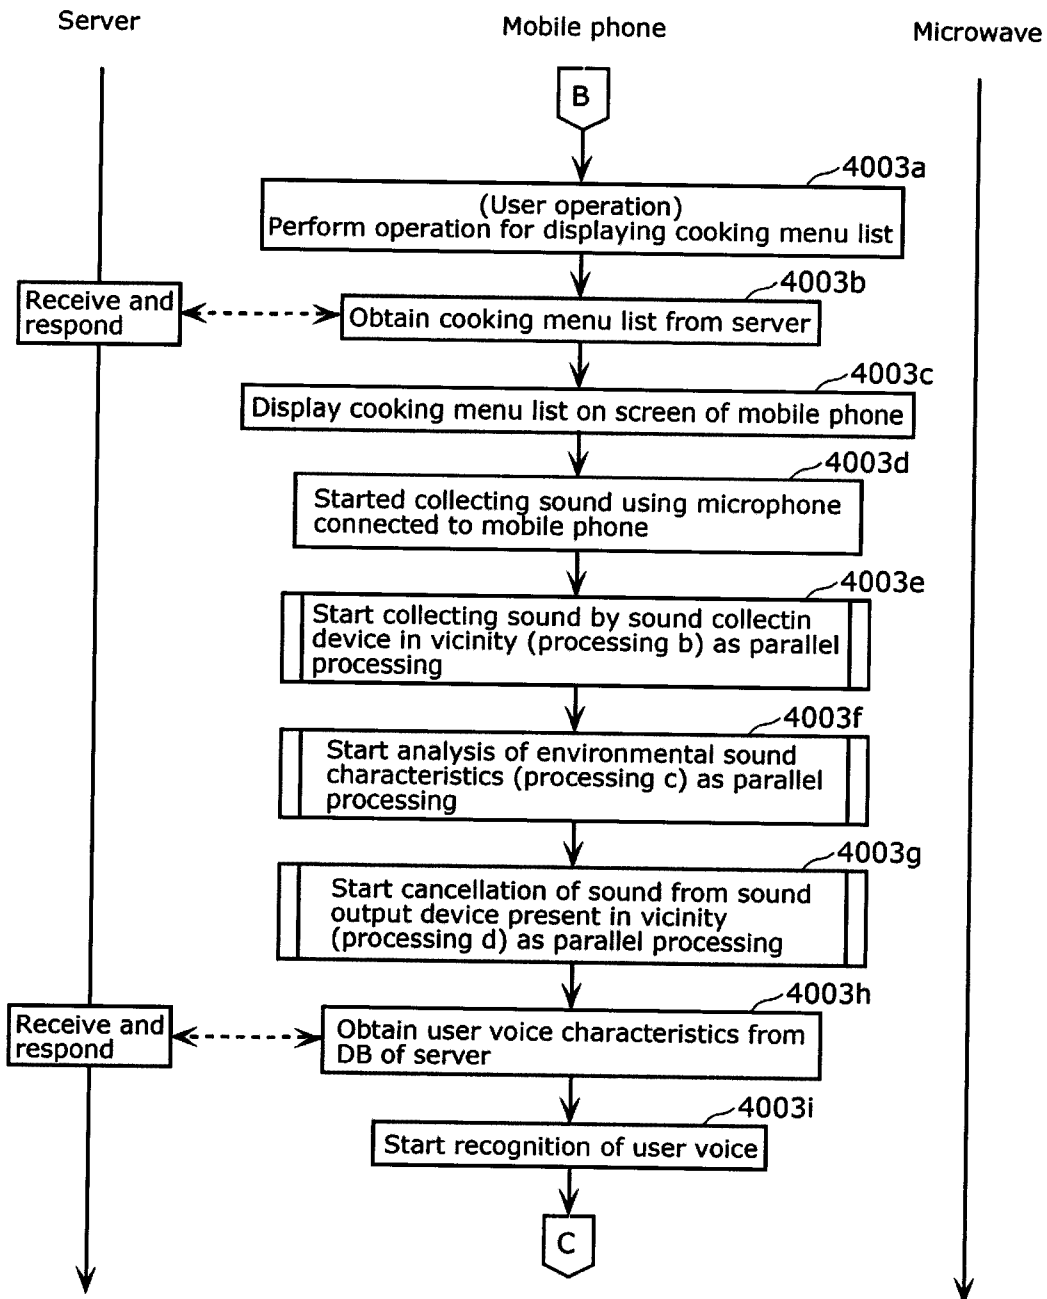 Server
Mobile phone
Microwave
B
4003a
(User operation)
Perform operation for displaying cooking menu list
4003b
Receive and
respond
Obtain cooking menu list from server
4003c
Display cooking menu list on screen of mobile phone
4003d
Started collecting sound using microphone
connected to mobile phone
4003e
Start collecting sound by sound collectin
device in vicinity (processing b) as parallel
processing
4003f
Start analysis of environmental sound
characteristics (processing c) as parallel
processing
4003g
Start cancellation of sound from sound
output device present in vicinity
(processing d) as parallel processing
4003h
Receive and
respond
Obtain user voice characteristics from
DB of server
4003i
Start recognition of user voice
C